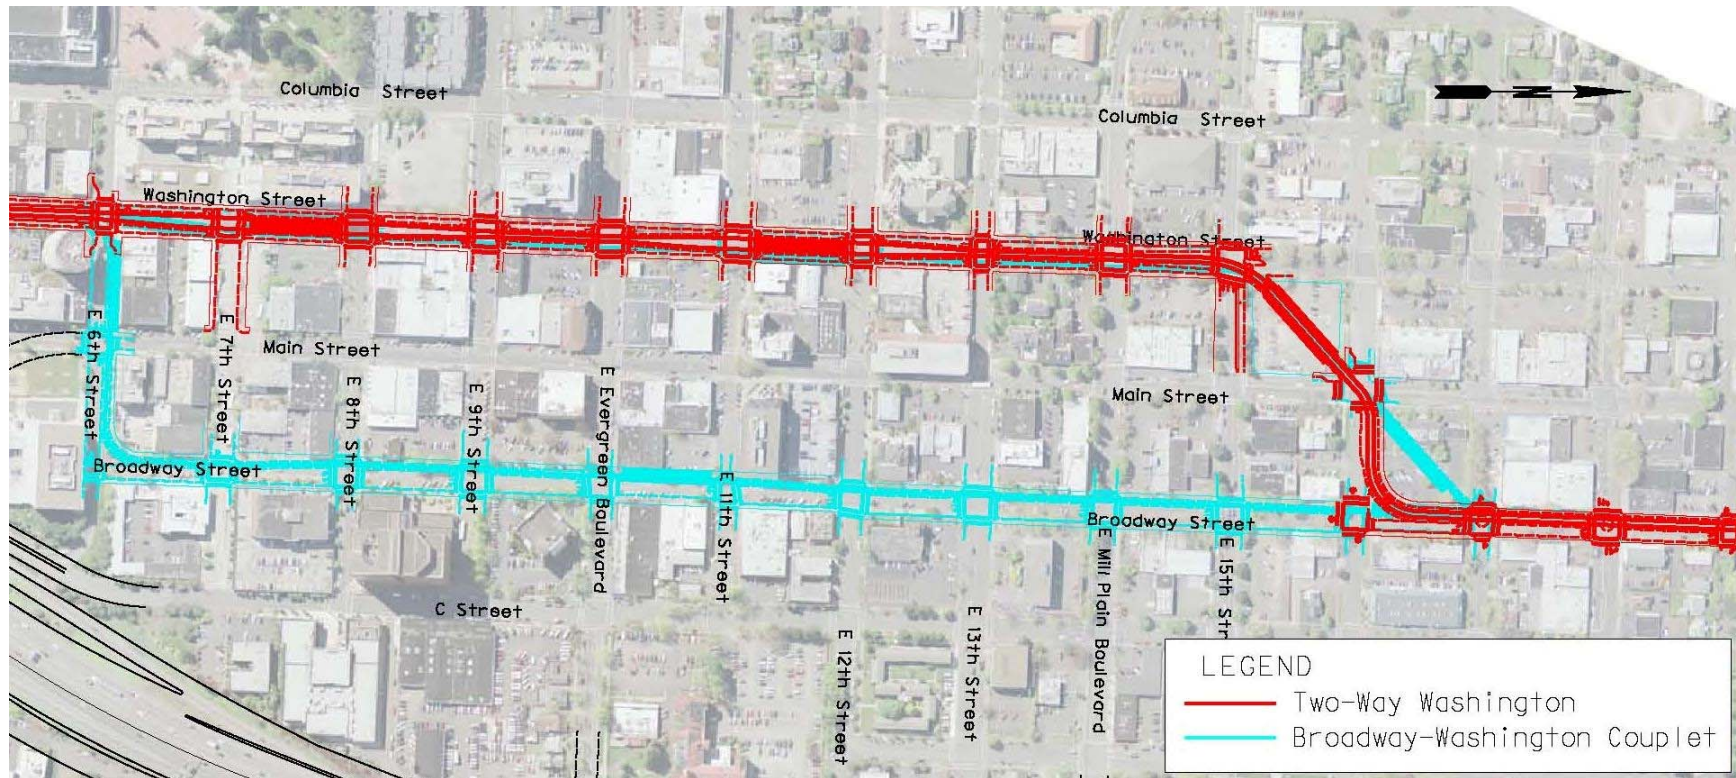 Columbia Street
Columbia Street
N
Washington Street
Washington Street
E 6th Street
E 7th Street
Main Street
E 8th Street
E 9th Street
E Evergreen Boulevard
Main Street
Broadway Street
E 11th Street
Broadway Street
E Mill Plain Boulevard
E 15th Str
C Street
E 12th Street
E 13th Street
LEGEND
Two-Way Washington
Broadway-Washington Couplet